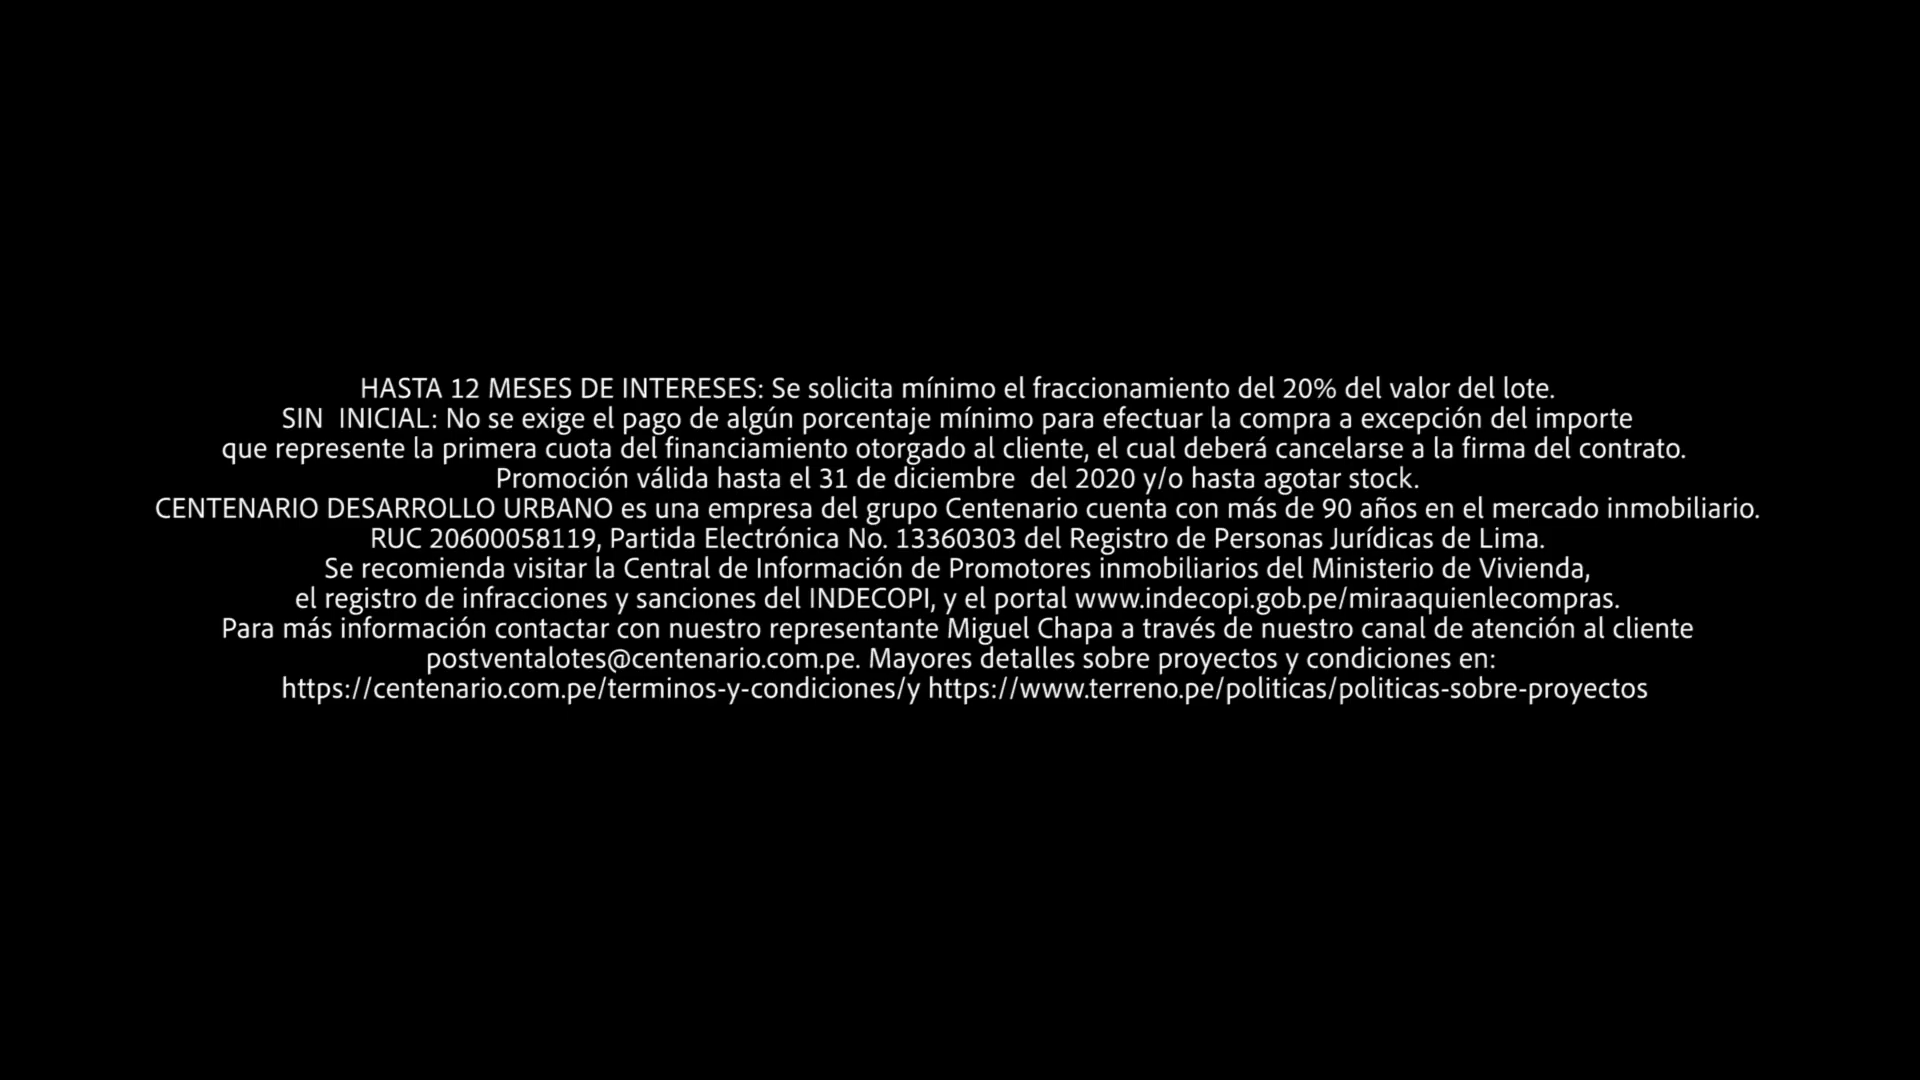 HASTA 12 MESES DE INTERESES: Se solicita mínimo el fraccionamiento del 20% del valor del lote.
SIN  INICIAL: No se exige el pago de algún porcentaje mínimo para efectuar la compra a excepción del importe
que represente la primera cuota del financiamiento otorgado al cliente, el cual deberá cancelarse a la firma del contrato.
Promoción válida hasta el 31 de diciembre  del 2020 y/o hasta agotar stock.
CENTENARIO DESARROLLO URBANO es una empresa del grupo Centenario cuenta con más de 90 años en el mercado inmobiliario.
RUC 20600058119, Partida Electrónica No. 13360303 del Registro de Personas Jurídicas de Lima.
Se recomienda visitar la Central de Información de Promotores inmobiliarios del Ministerio de Vivienda,
el registro de infracciones y sanciones del INDECOPI, y el portal www.indecopi.gob.pe/miraaquienlecompras.
Para más información contactar con nuestro representante Miguel Chapa a través de nuestro canal de atención al cliente
postventalotes@centenario.com.pe. Mayores detalles sobre proyectos y condiciones en:
https://centenario.com.pe/terminos-y-condiciones/y https://www.terreno.pe/politicas/politicas-sobre-proyectos